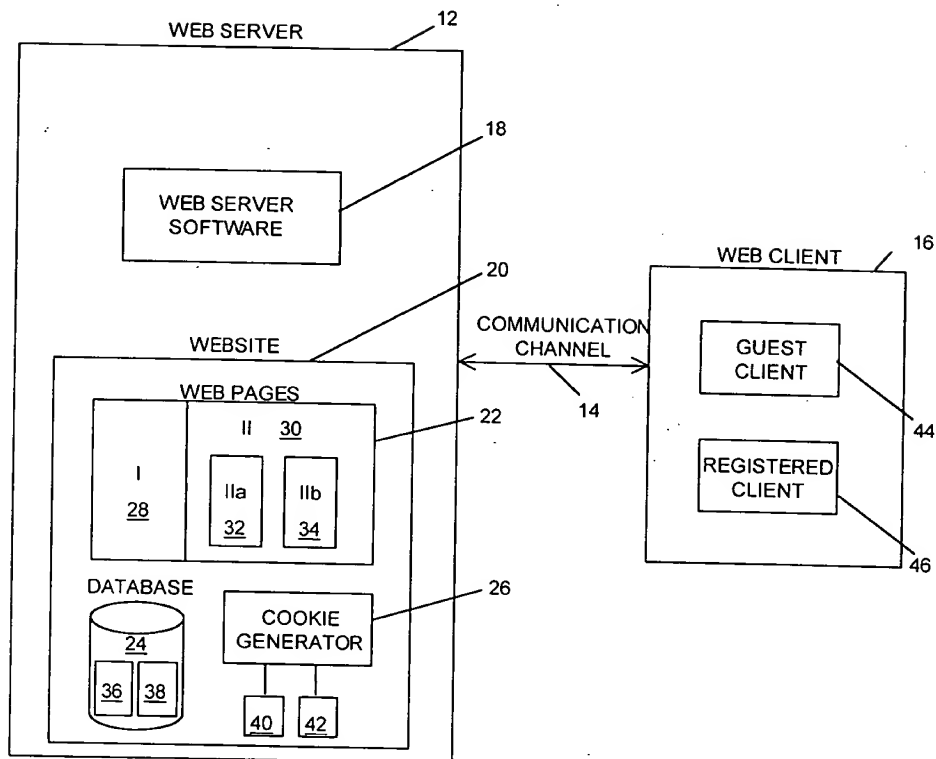 WEB SERVER
12
18
WEB SERVER
SOFTWARE
16
WEB CLIENT
20
COMMUNICATION
CHANNEL
GUEST
CLIENT
WEBSITE
WEB PAGES
14
44
22
II 30
I
28
IIa
32
IIb
34
REGISTERED
CLIENT
46
DATABASE
26
24
36
38
COOKIE
GENERATOR
40
42